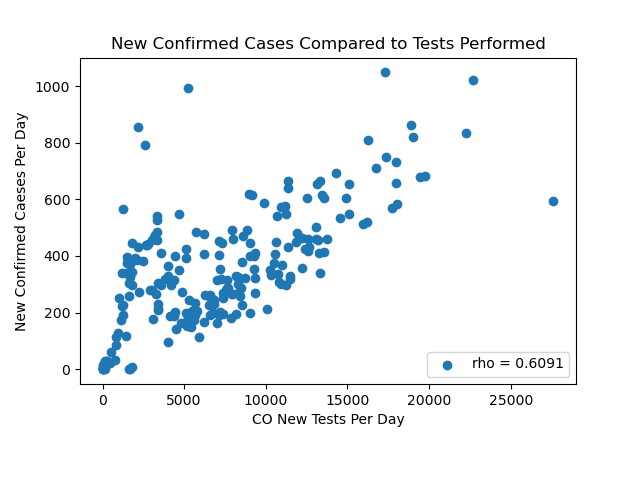 New Confirmed Cases Compared to Tests Performed
New Confirmed Caeses Per Day
1000
800
600
400
200
0
rho = 0.6091
0 5000 10000 15000 20000 25000
CO New Tests Per Day